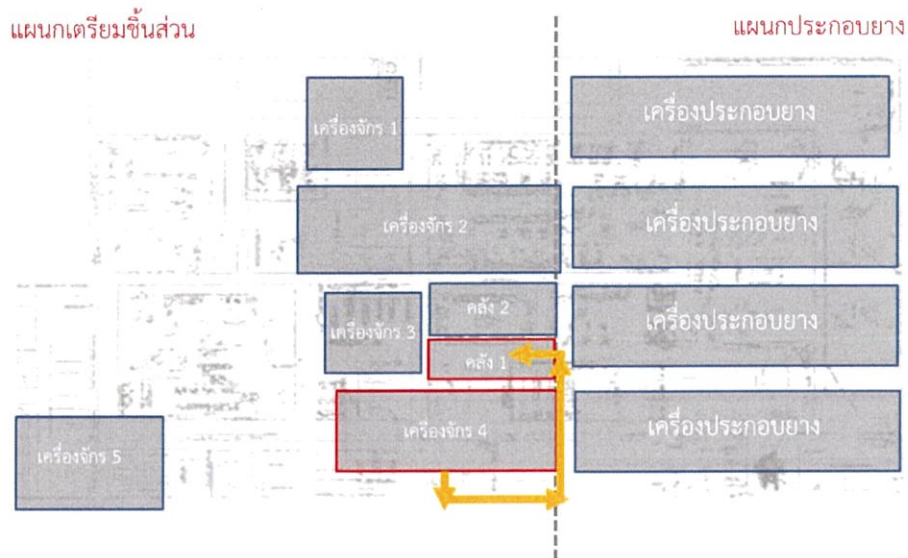 แผนกเตรียมชิ้นส่วน
แผนกประกอบยาง
เครื่องจักร 1
เครื่องประกอบยาง
เครื่องจักร 2
เครื่องประกอบยาง
คลัง 2
เครื่องจักร 3
เครื่องประกอบยาง
คลัง 1
เครื่องจักร 4
เครื่องประกอบยาง
เครื่องจักร 5